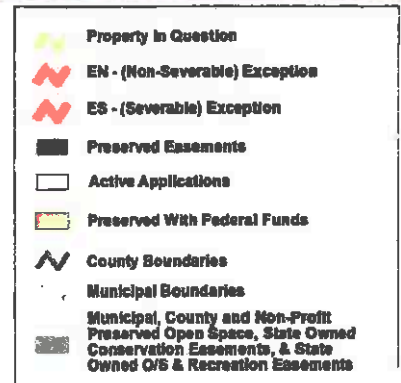 Property In Question
EN - (Non-Severable) Exception
ES - (Severable) Exception
Preserved Easements
Active Applications
Preserved With Federal Funds
County Boundaries
Municipal Boundaries
Municipal, County and Non-Profit
Preserved Open Space, State Owned
Conservation Easements, & State
Owned O/S & Recreation Easements